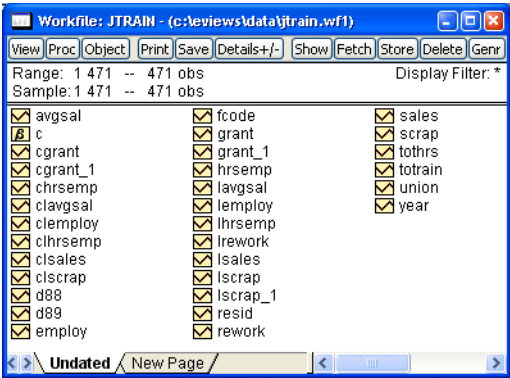 Workfile: JTRAIN - (c:\eviews\data\jtrain.wf1)
View Proc Object Print Save Details+/- Show Fetch Store Delete Genr
Range: 1 471 -- 471 obs Display Filter: *
Sample: 1 471 -- 471 obs
avgsal
β c
cgrant
cgrant_1
chrsemp
clavgsal
clemploy
clhrsemp
clsales
clscrap
d88
d89
employ
fcode
grant
grant_1
hrsemp
lavgsal
lemploy
lhrsemp
lrework
lsales
lscrap
lscrap_1
resid
rework
sales
scrap
tothrs
totrain
union
year
Undated New Page